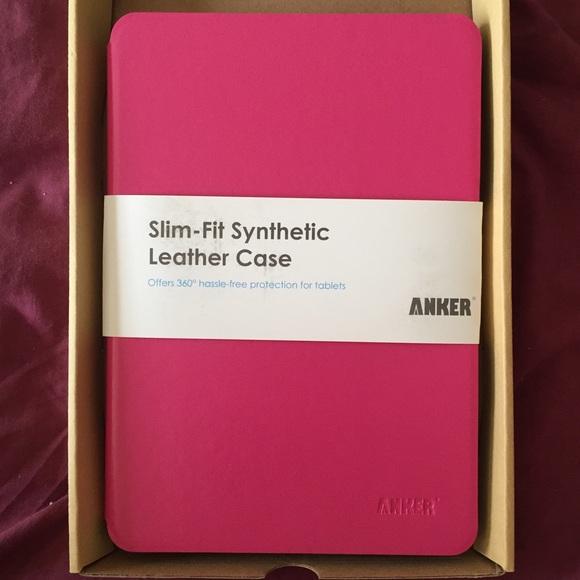 Slim-Fit Synthetic
Leather Case
Offers 360° hassle-free protection for tablets
ANKER®
ANKER®